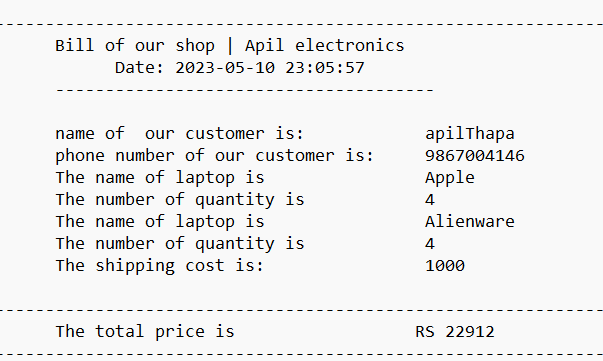 Bill of our shop | Apil electronics
Date: 2023-05-10 23:05:57
name of  our customer is: apilThapa
phone number of our customer is: 9867004146
The name of laptop is Apple
The number of quantity is 4
The name of laptop is Alienware
The number of quantity is 4
The shipping cost is: 1000
The total price is RS 22912